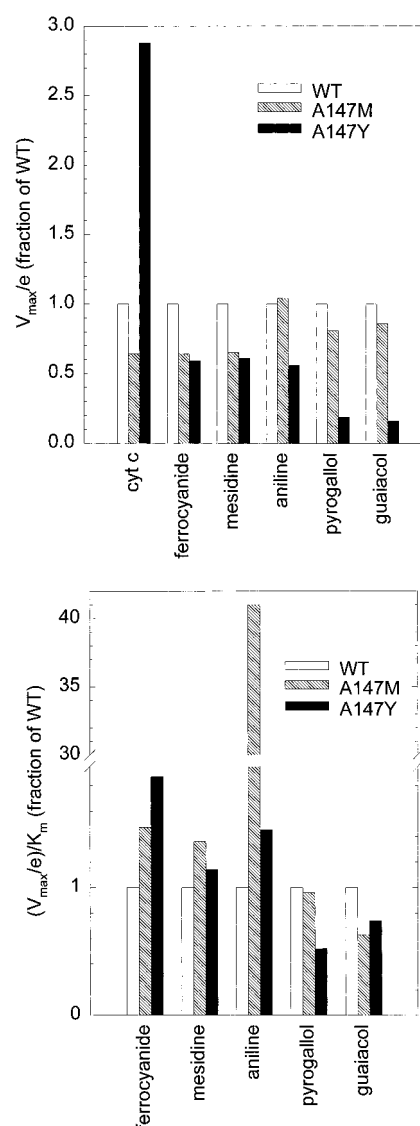 3.0
WT
A147M
A147Y
2.5
2.0
1.5
1.0
0.5
0.0
Vmax/e (fraction of WT)
cyt c
ferrocyanide
mesidine
aniline
pyrogallol
guaiacol
40
WT
A147M
A147Y
35
30
1
0
(Vmax/e)/Km (fraction of WT)
ferrocyanide
mesidine
aniline
pyrogallol
guaiacol